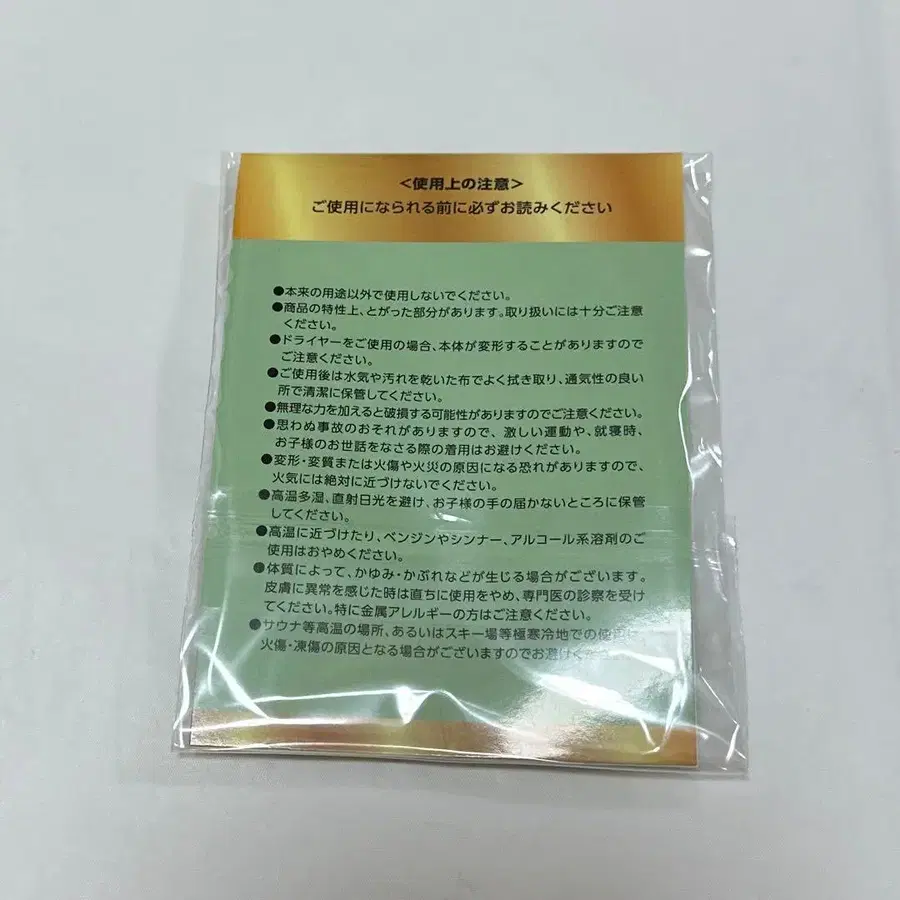 <使用上の注意>
ご使用になられる前に必ずお読みください
●本来の用途以外で使用しないでください。
●商品の特性上、とがった部分があります。取り扱いには十分ご注意
ください。
●ドライヤーをご使用の場合、本体が変形することがありますので
ご注意ください。
●ご使用後は水気や汚れを乾いた布でよく拭き取り、通気性の良い
所で清潔に保管してください。
●無理な力を加えると破損する可能性がありますのでご注意ください。
●思わぬ事故のおそれがありますので、激しい運動や、就寝時、
お子様のお世話をなさる際の着用はお避けください。
●変形・変質または火傷や火災の原因になる恐れがありますので、
火気には絶対に近づけないでください。
●高温多湿、直射日光を避け、お子様の手の届かないところに保管
してください。
●高温に近づけたり、ベンジンやシンナー、アルコール系溶剤のご
使用はおやめください。
●体質によって、かゆみ・かぶれなどが生じる場合がございます。
皮膚に異常を感じた時は直ちに使用をやめ、専門医の診察を受け
てください。特に金属アレルギーの方はご注意ください。
●サウナ等高温の場所、あるいはスキー場等極寒冷地での使用は
火傷・凍傷の原因となる場合がございますのでお避けく